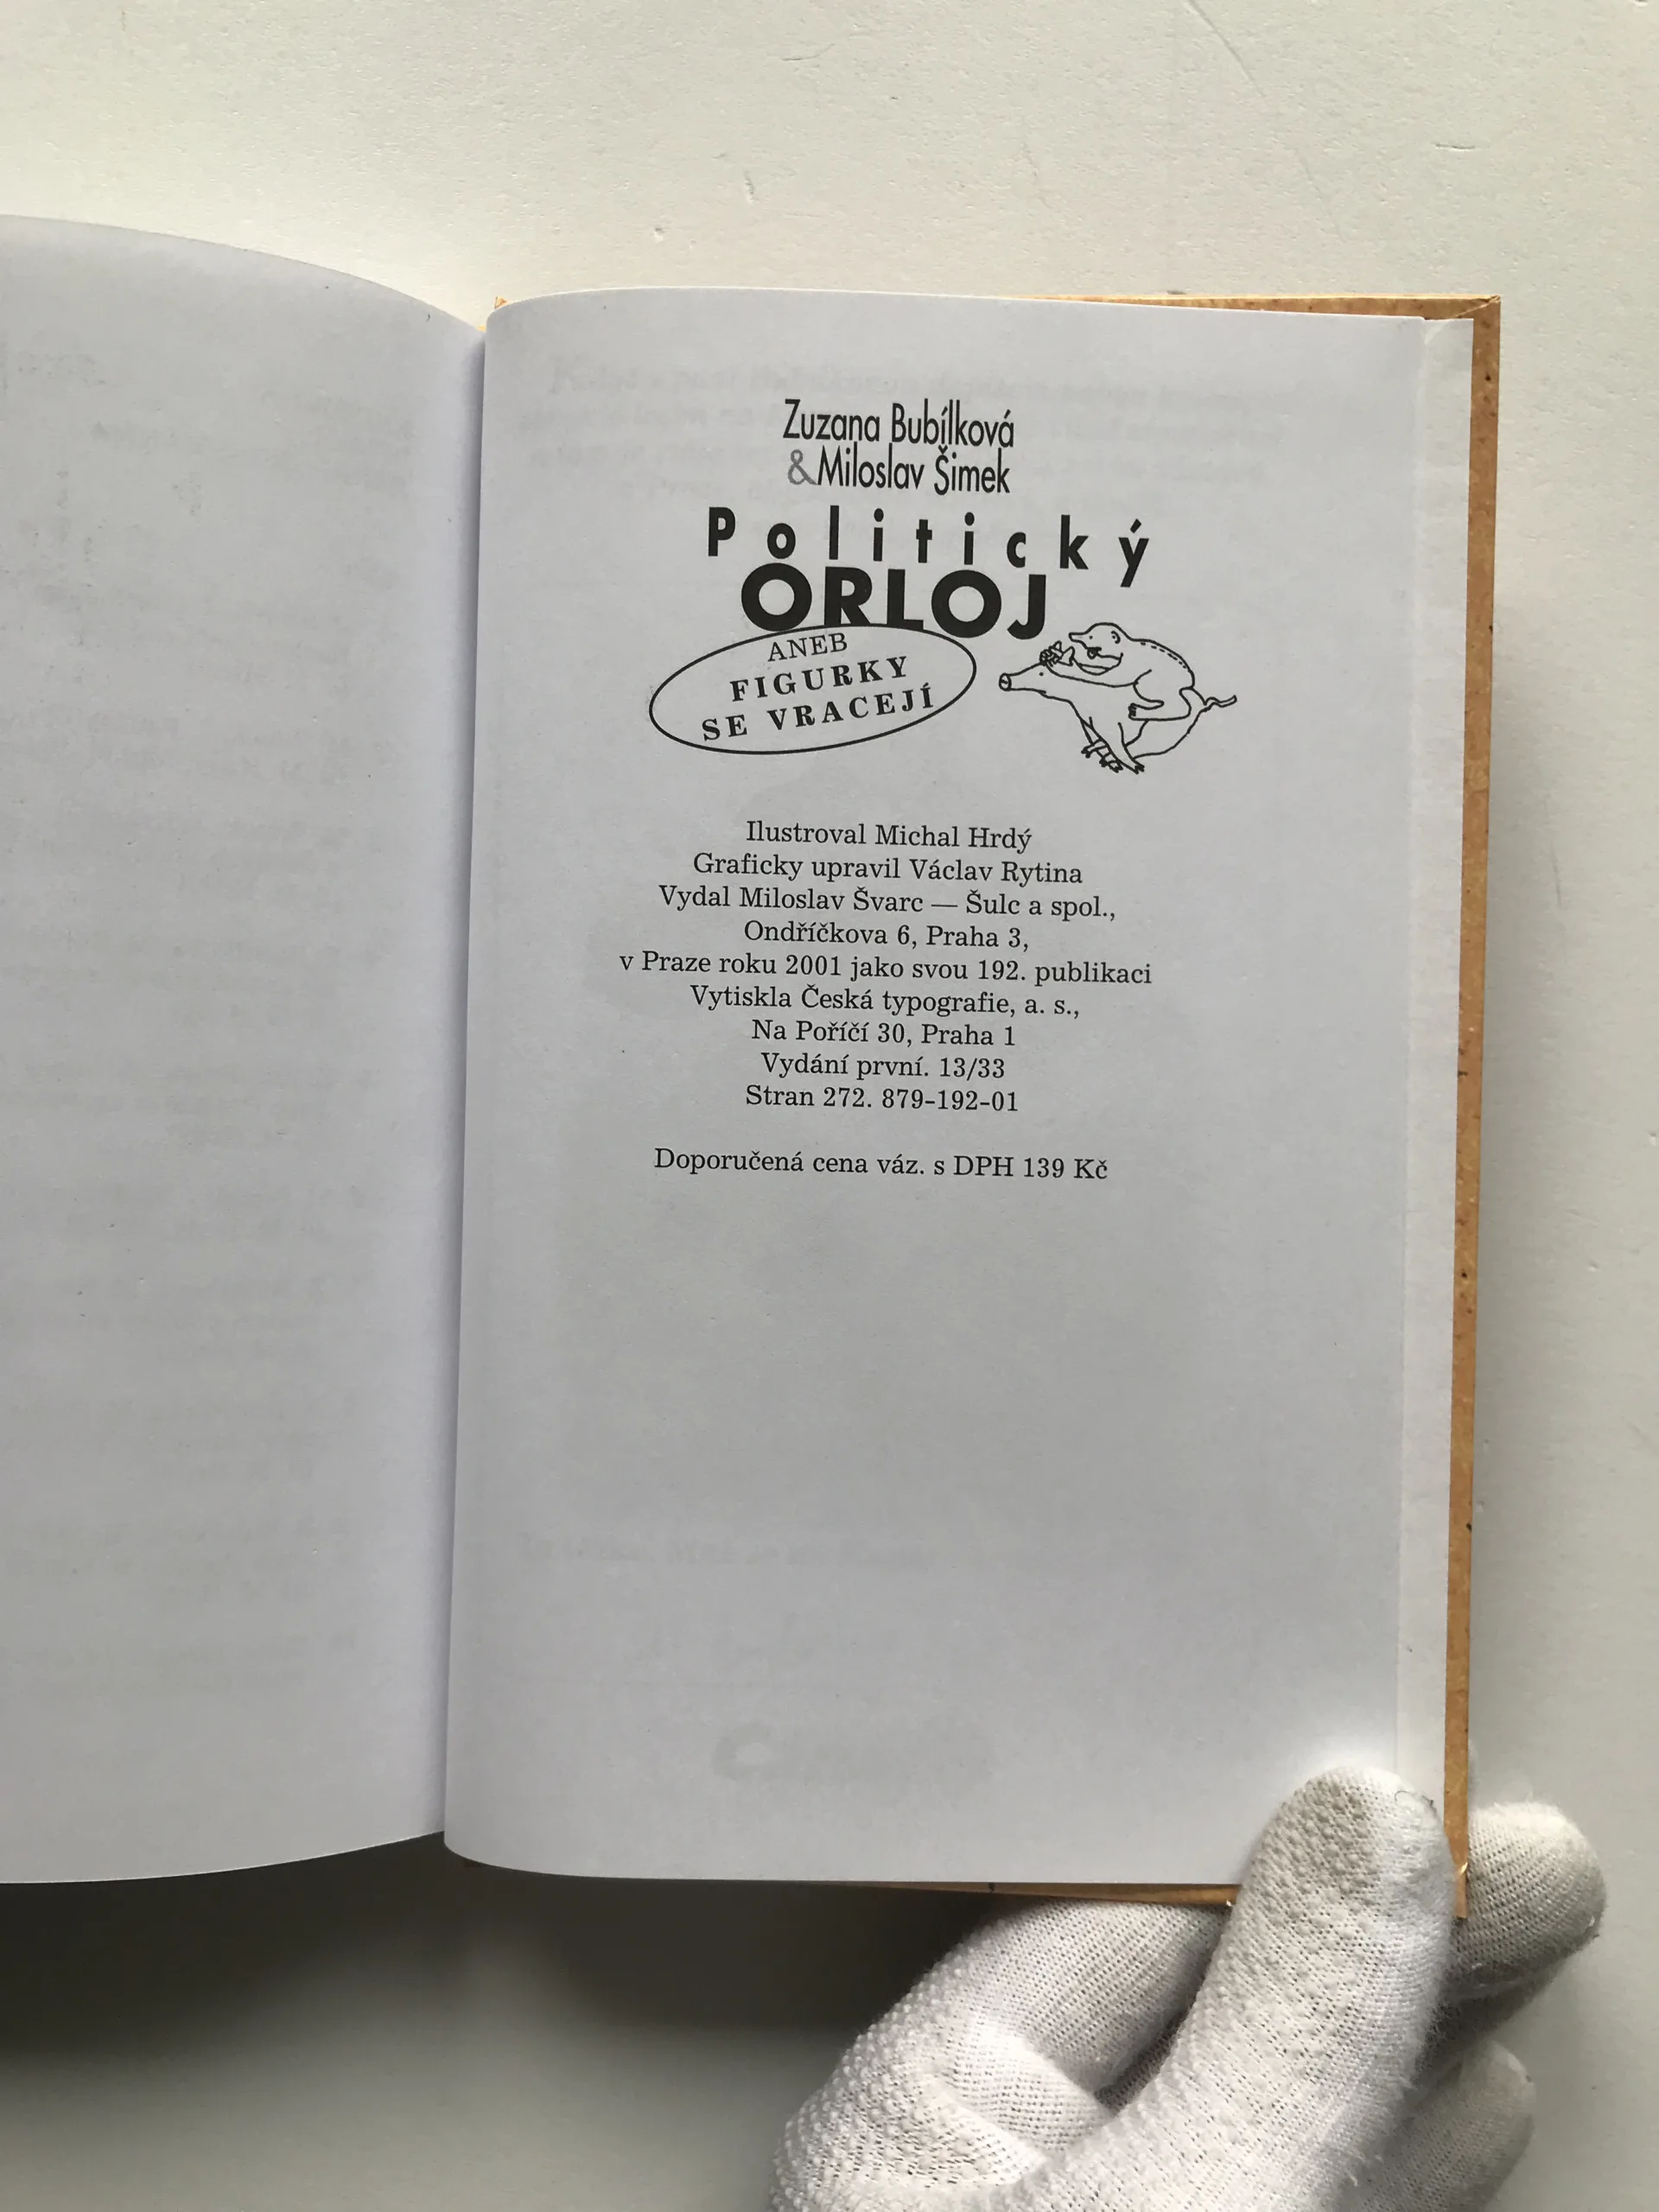 Zuzana Bubílková
&Miloslav Šimek
Politický
ORLOJ
ANEB
FIGURKY
SE VRACEJÍ
Ilustroval Michal Hrdý
Graficky upravil Václav Rytina
Vydal Miloslav Švarc — Šulc a spol.,
Ondříčkova 6, Praha 3,
v Praze roku 2001 jako svou 192. publikaci
Vytiskla Česká typografie, a. s.,
Na Poříčí 30, Praha 1
Vydání první. 13/33
Stran 272. 879-192-01
Doporučená cena váz. s DPH 139 Kč